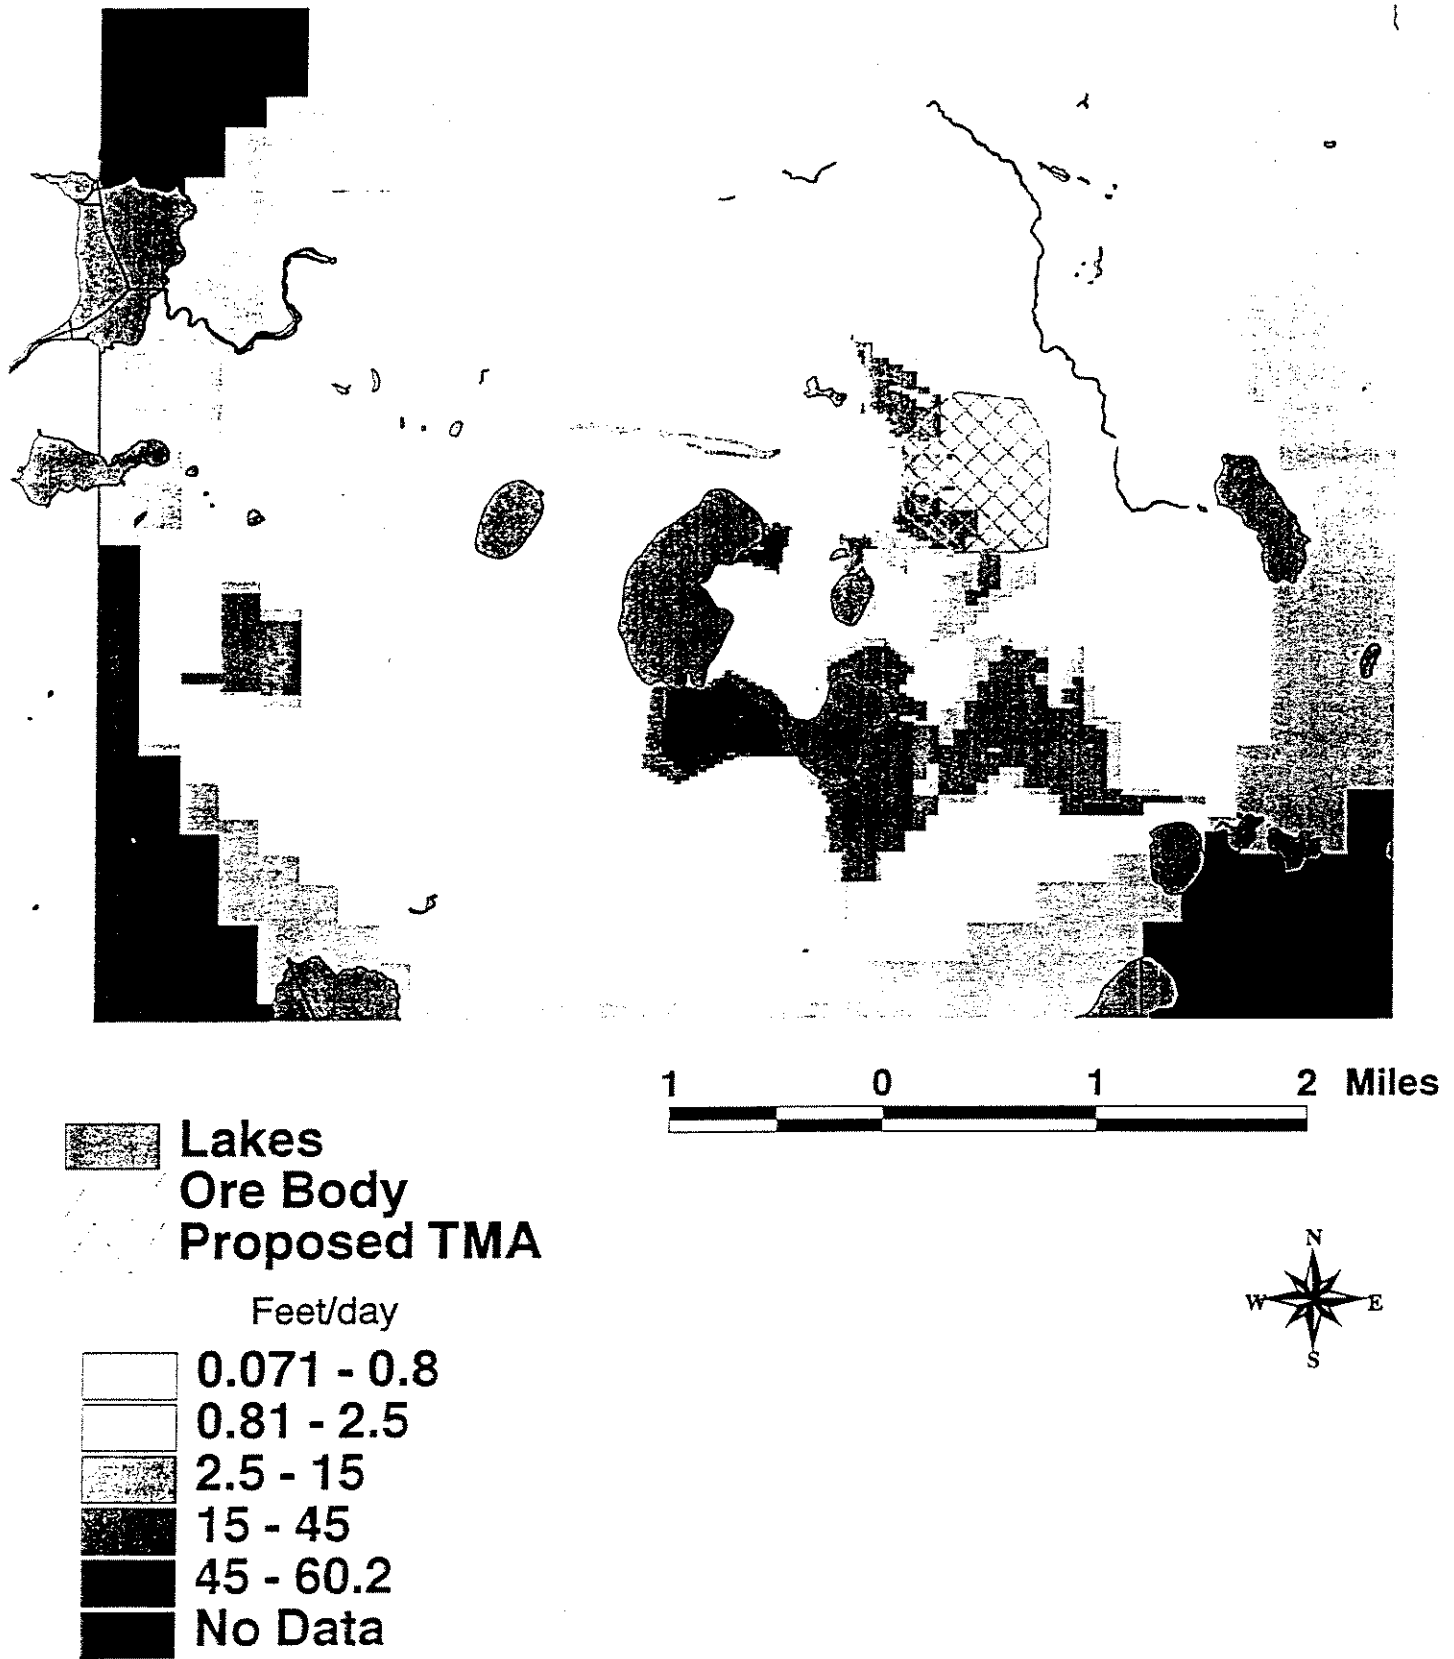 1 0 1 2 Miles
Lakes
Ore Body
Proposed TMA
N
W E
S
Feet/day
0.071 - 0.8
0.81 - 2.5
2.5 - 15
15 - 45
45 - 60.2
No Data